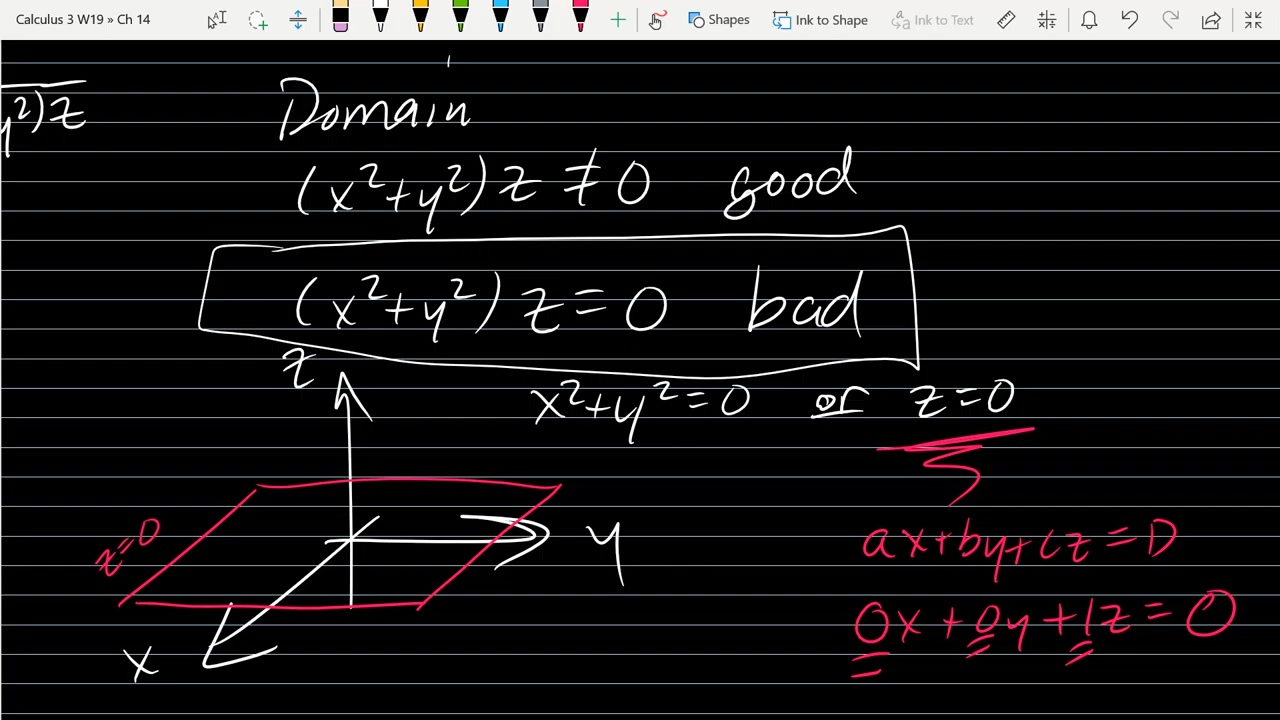 Calculus 3 W19 » Ch 14
Shapes
Ink to Shape
Ink to Text
y²)z
Domain
(x²+y²)z ≠ 0 good
(x²+y²)z = 0 bad
x²+y²=0 or z=0
z
z=0
y
x
ax+by+cz=D
0x+0y+1z=0